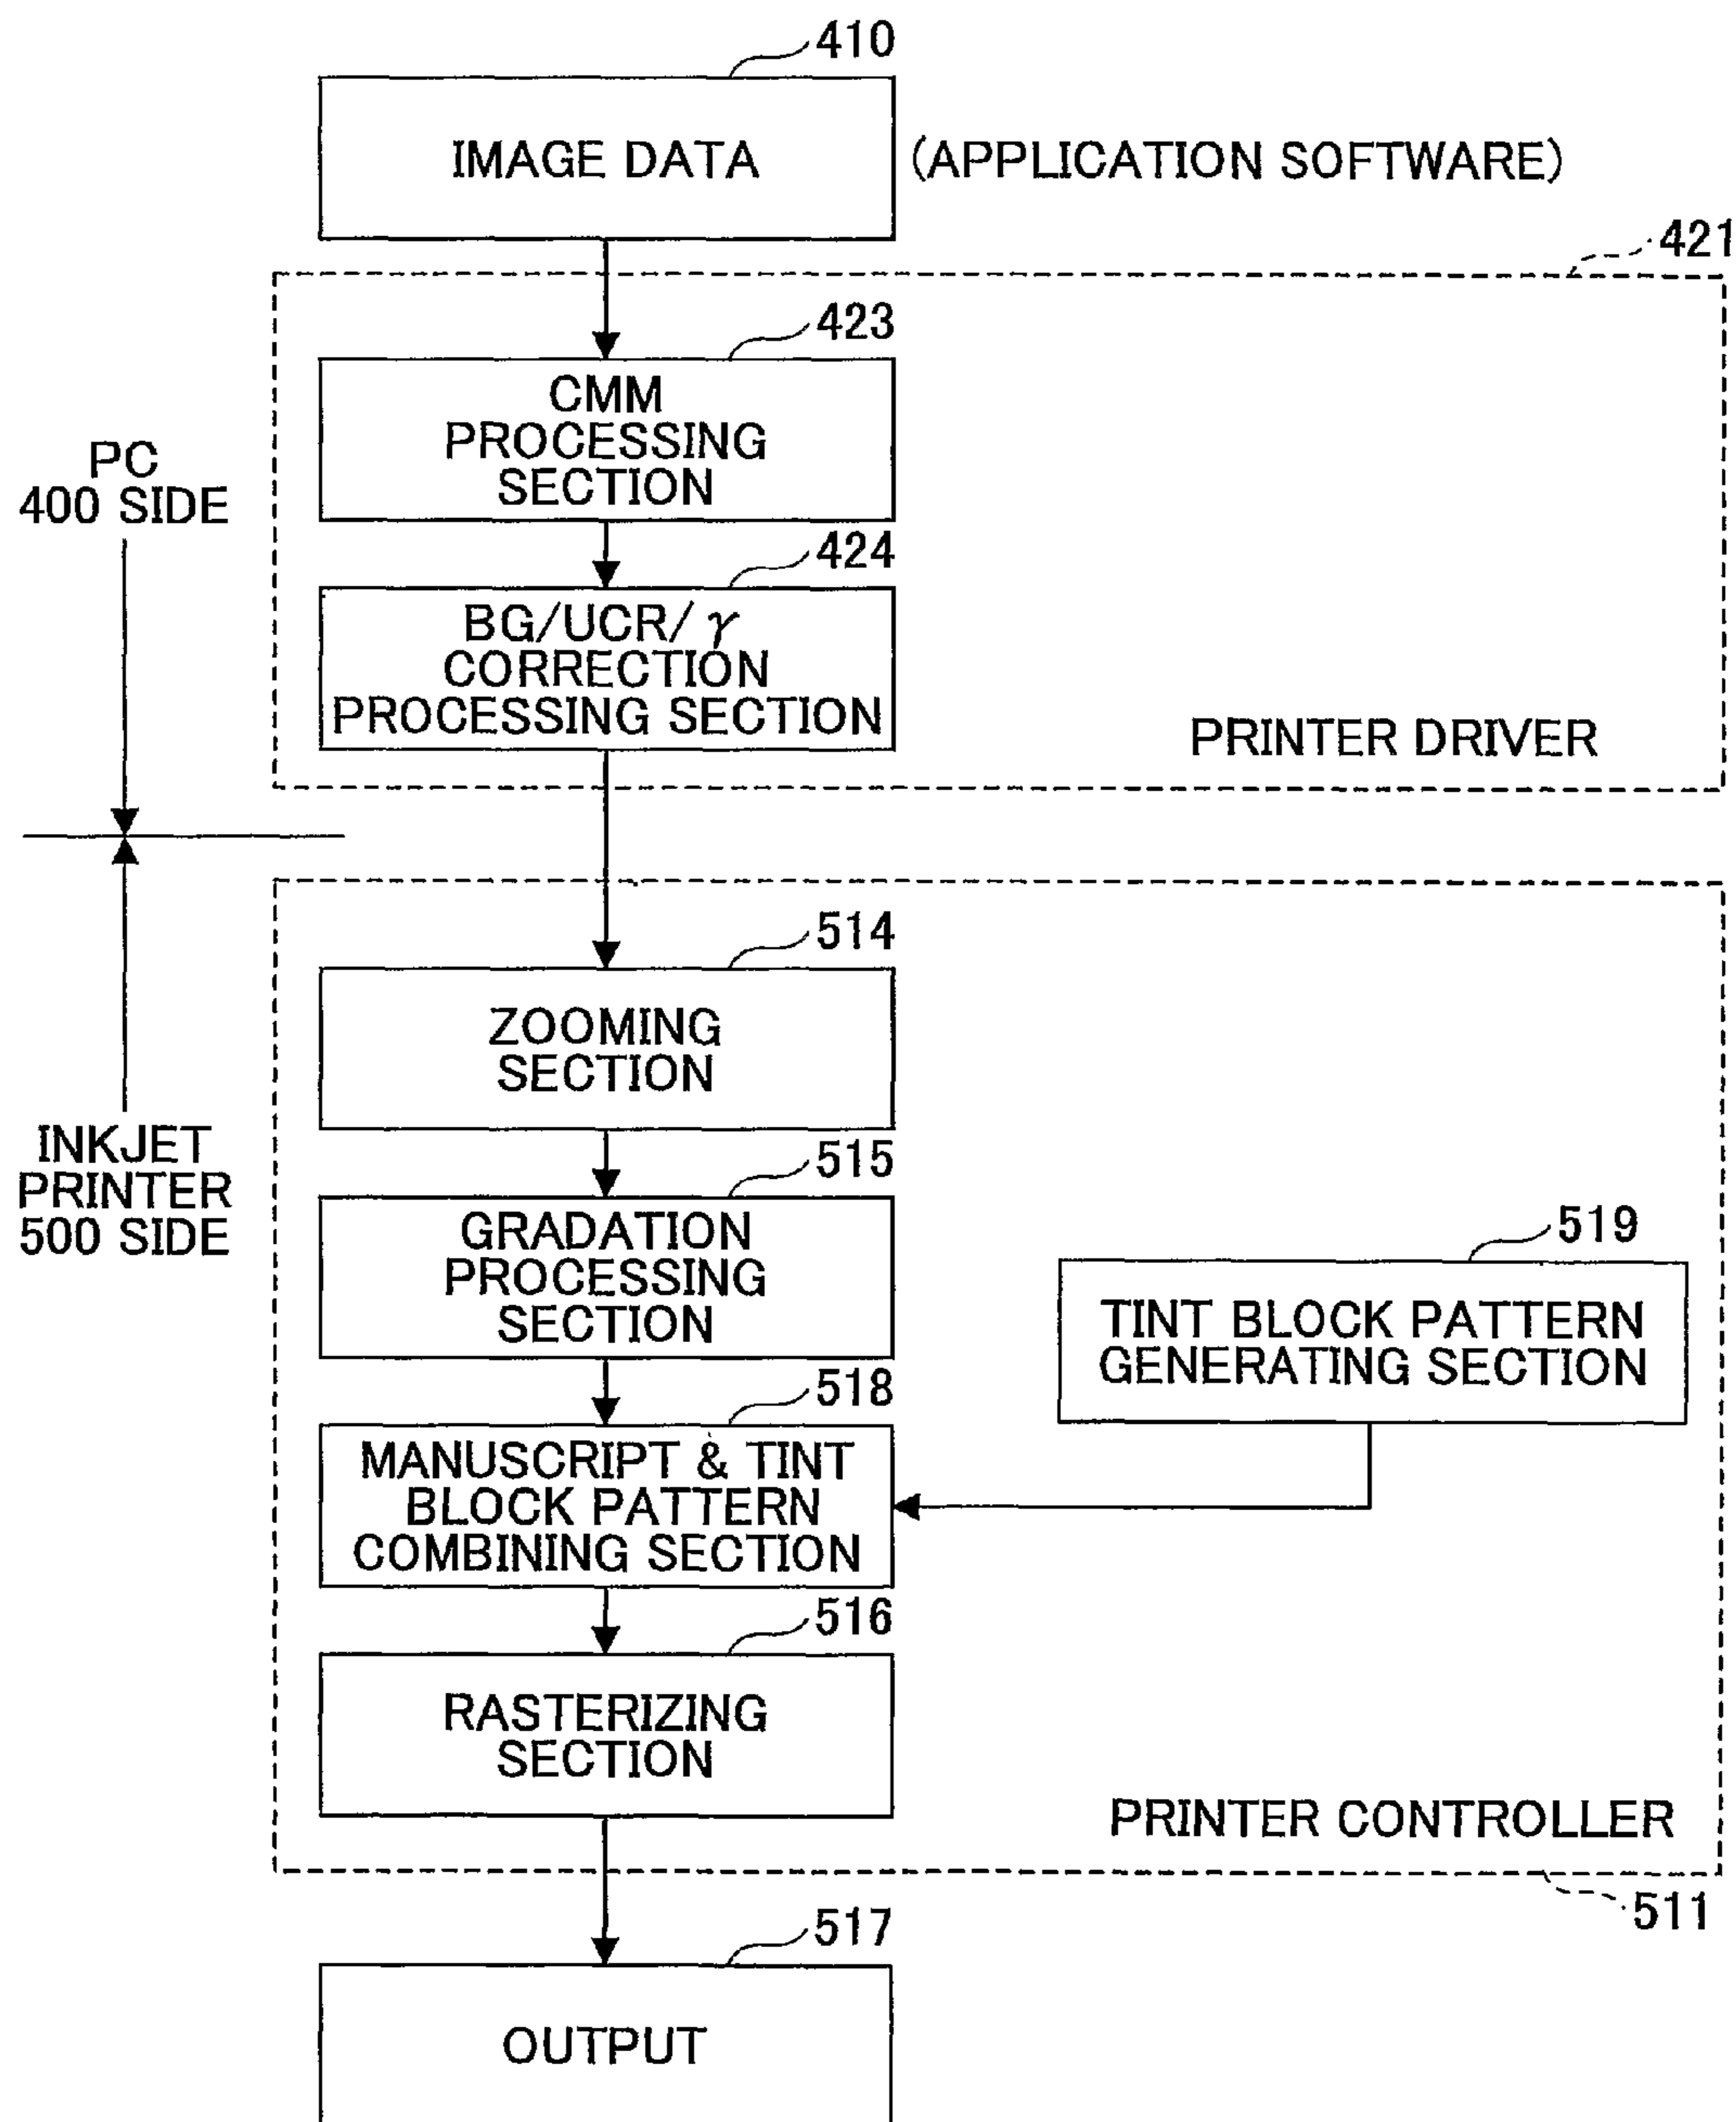 410
IMAGE DATA
(APPLICATION SOFTWARE)
421
423
CMM
PROCESSING
SECTION
PC
400 SIDE
424
BG/UCR/γ
CORRECTION
PROCESSING SECTION
PRINTER DRIVER
514
ZOOMING
SECTION
INKJET
PRINTER
500 SIDE
515
GRADATION
PROCESSING
SECTION
519
TINT BLOCK PATTERN
GENERATING SECTION
518
MANUSCRIPT & TINT
BLOCK PATTERN
COMBINING SECTION
516
RASTERIZING
SECTION
PRINTER CONTROLLER
511
517
OUTPUT